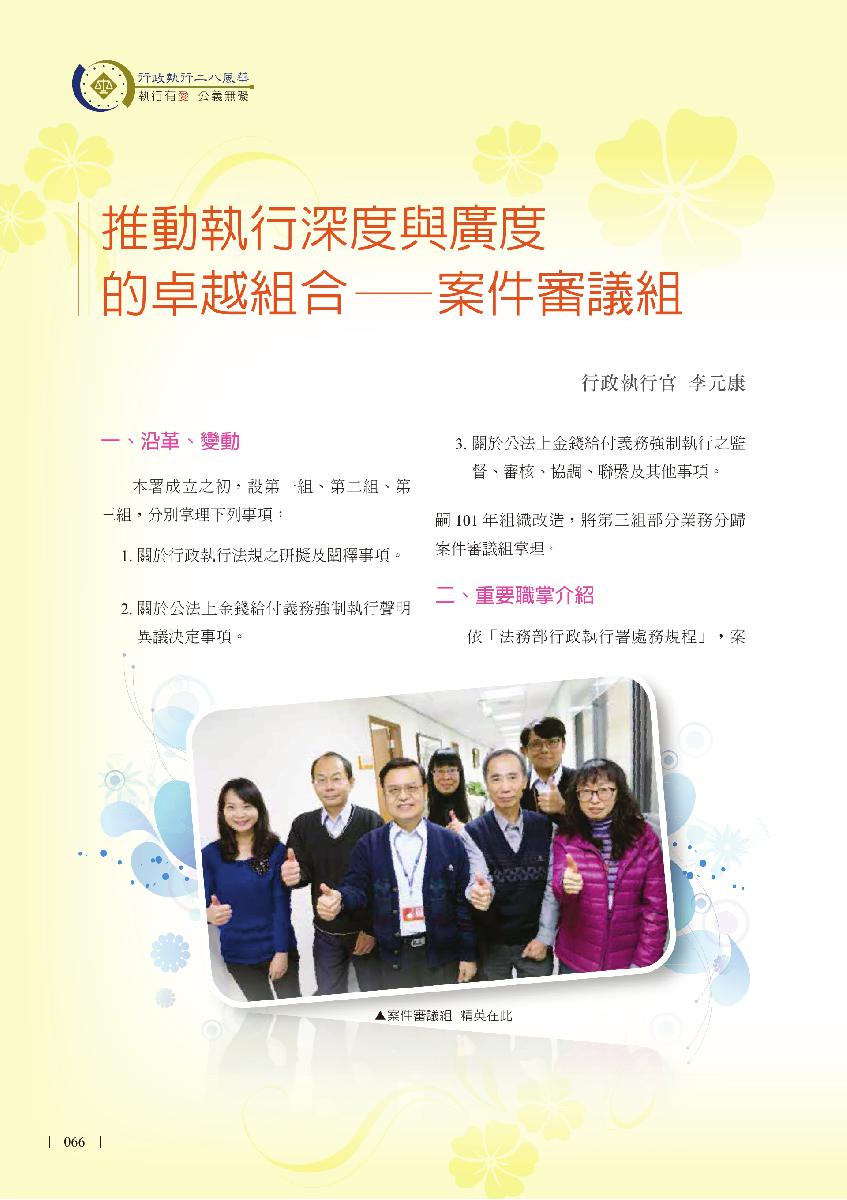 行政執行二八風華
執行有愛 公義無礙
推動執行深度與廣度
的卓越組合——案件審議組
行政執行官 李元康
一、沿革、變動
本署成立之初，設第一組、第二組、第
三組，分別掌理下列事項：
1. 關於行政執行法規之研擬及闡釋事項。
2. 關於公法上金錢給付義務強制執行聲明
異議決定事項。
3. 關於公法上金錢給付義務強制執行之監
督、審核、協調、聯繫及其他事項。
嗣 101 年組織改造，將第三組部分業務分歸
案件審議組掌理。
二、重要職掌介紹
依「法務部行政執行署處務規程」，案
▲案件審議組 精英在此
066